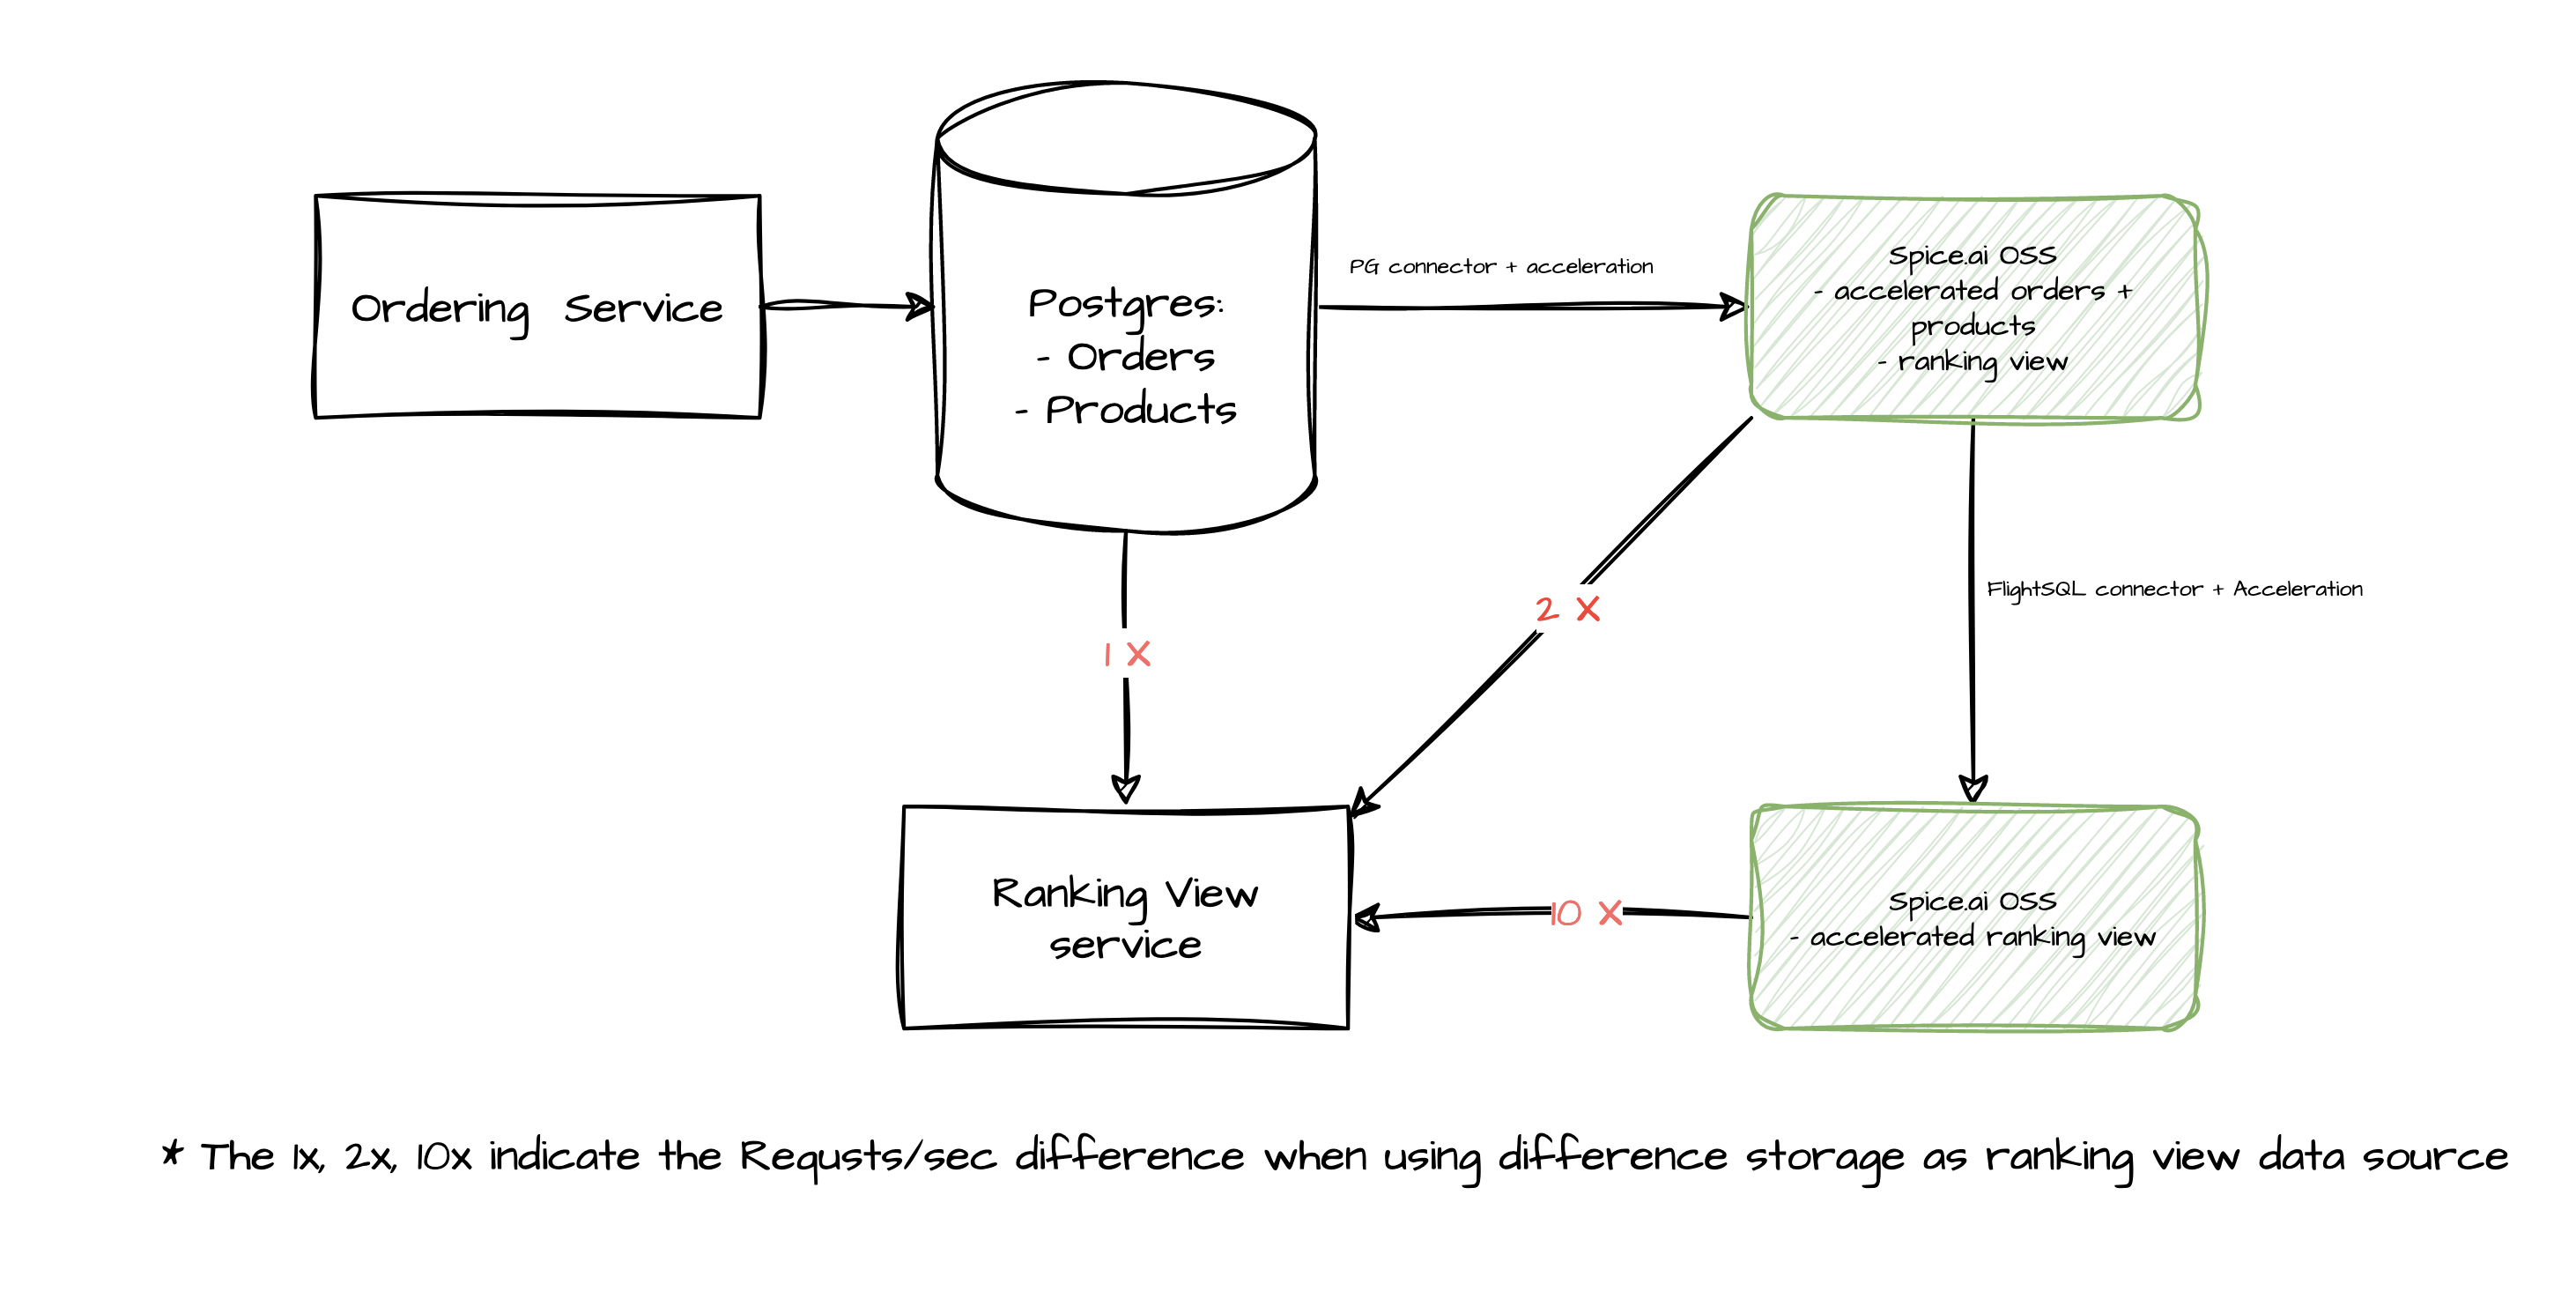 Ordering Service
Postgres:
- Orders
- Products
PG connector + acceleration
Spice.ai OSS
- accelerated orders +
products
- ranking view
1 X
2 X
FlightSQL connector + Acceleration
Ranking View
service
10 X
Spice.ai OSS
- accelerated ranking view
* The 1x, 2x, 10x indicate the Requsts/sec difference when using difference storage as ranking view data source